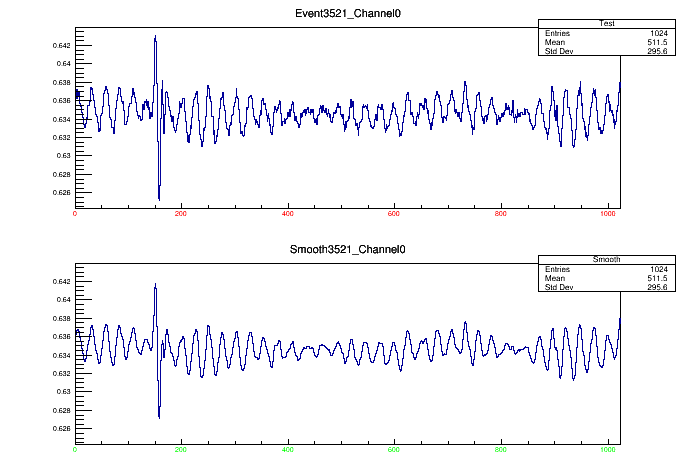 Event3521_Channel0
Test
Entries 1024
Mean 511.5
Std Dev 295.6
0.642
0.64
0.638
0.636
0.634
0.632
0.63
0.628
0.626
0 200 400 600 800 1000
Smooth3521_Channel0
Smooth
Entries 1024
Mean 511.5
Std Dev 295.6
0.642
0.64
0.638
0.636
0.634
0.632
0.63
0.628
0.626
0 200 400 600 800 1000